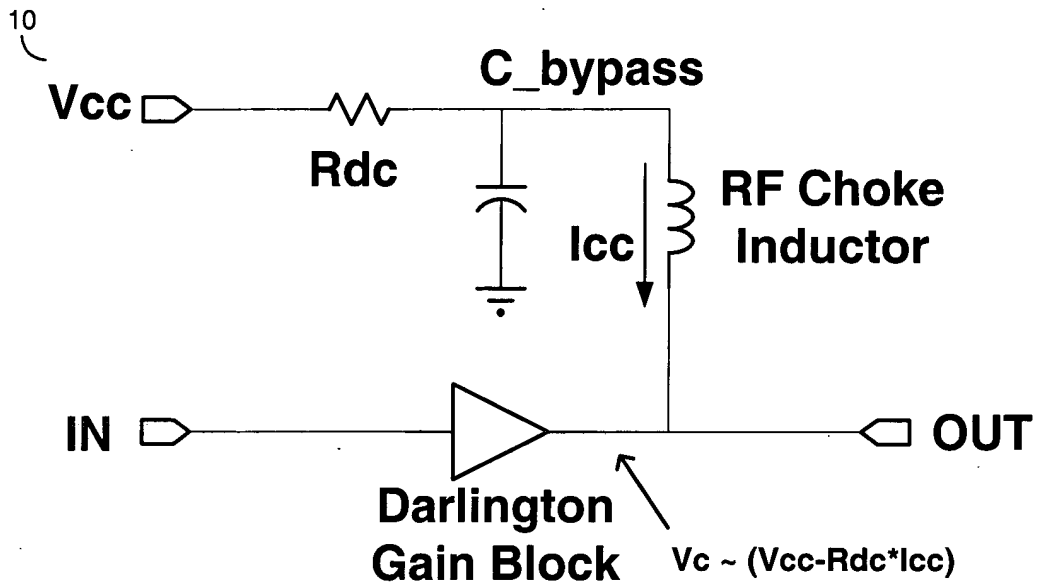 10
C_bypass
Vcc
Rdc
RF Choke
Inductor
Icc
IN
OUT
Darlington
Gain Block
Vc ~ (Vcc-Rdc*Icc)